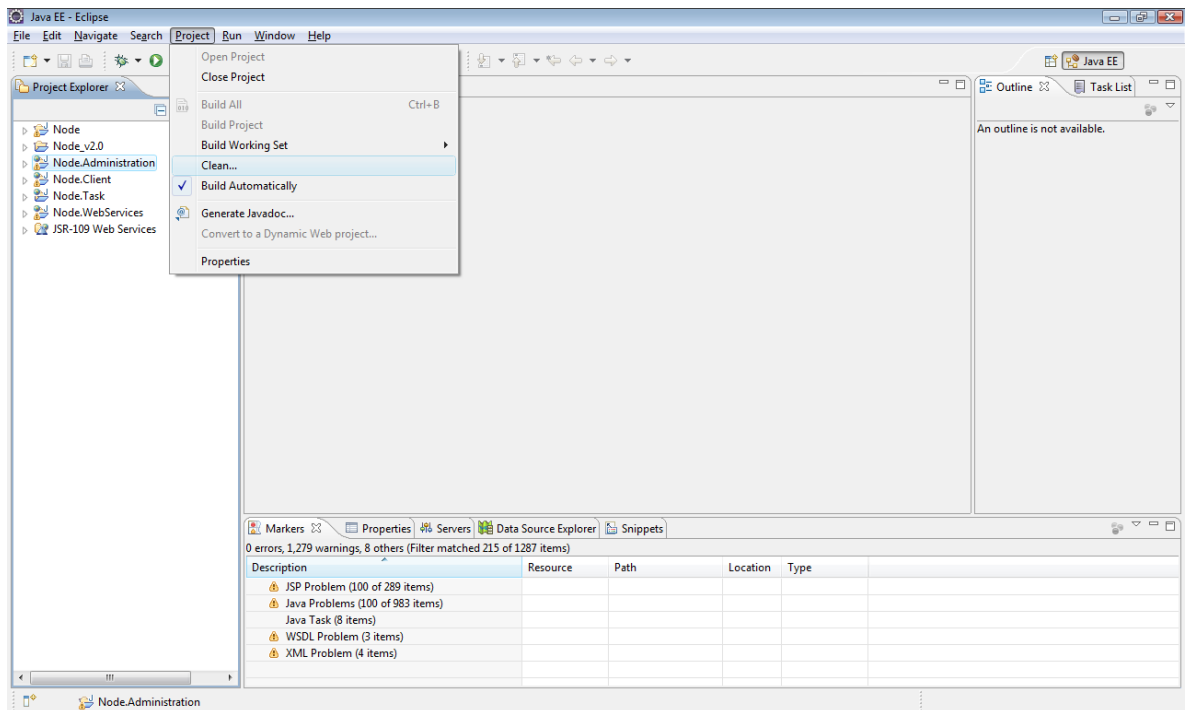 Java EE - Eclipse
File Edit Navigate Search Project Run Window Help
Java EE
Project Explorer
Node
Node_v2.0
Node.Administration
Node.Client
Node.Task
Node.WebServices
JSR-109 Web Services
Open Project
Close Project
Build All Ctrl+B
Build Project
Build Working Set
Clean...
Build Automatically
Generate Javadoc...
Convert to a Dynamic Web project...
Properties
Outline Task List
An outline is not available.
Markers Properties Servers Data Source Explorer Snippets
0 errors, 1,279 warnings, 8 others (Filter matched 215 of 1287 items)
Description Resource Path Location Type
JSP Problem (100 of 289 items)
Java Problems (100 of 983 items)
Java Task (8 items)
WSDL Problem (3 items)
XML Problem (4 items)
Node.Administration